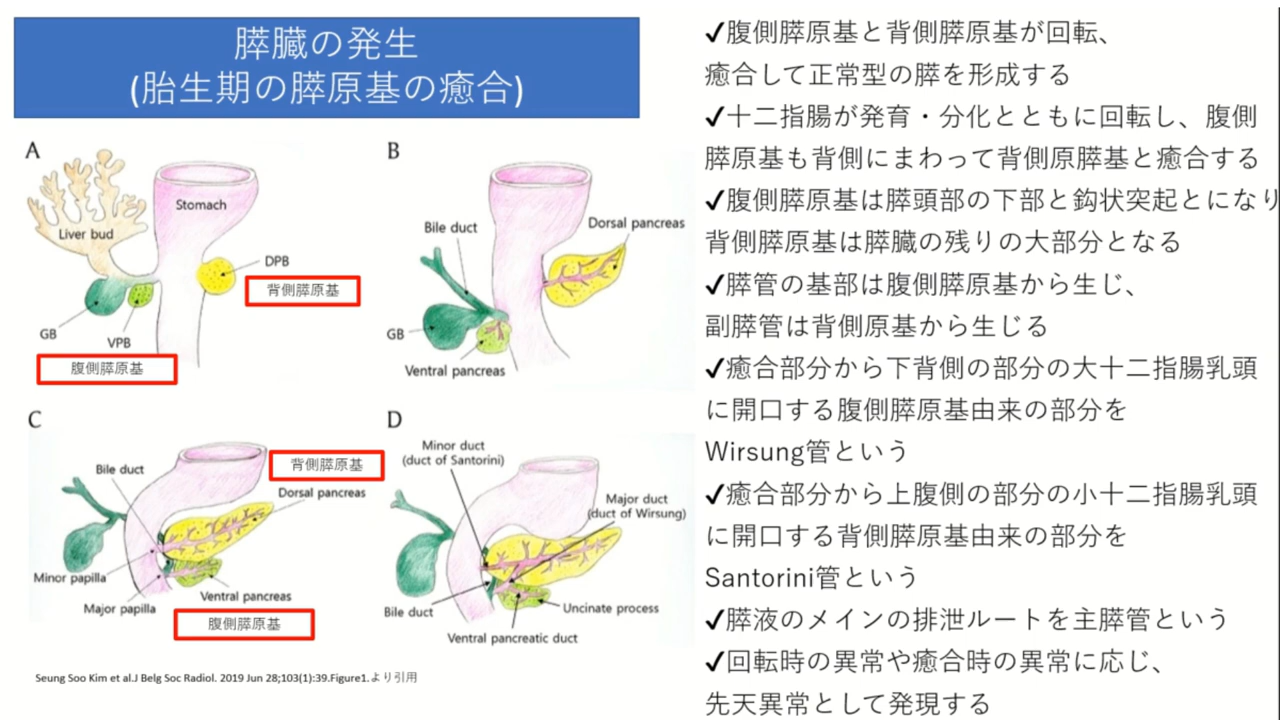 膵臓の発生
(胎生期の膵原基の癒合)
A
Liver bud
Stomach
DPB
背側膵原基
GB
VPB
腹側膵原基
B
Bile duct
Dorsal pancreas
GB
Ventral pancreas
C
背側膵原基
Bile duct
Dorsal pancreas
Minor papilla
Major papilla
Ventral pancreas
腹側膵原基
D
Minor duct
(duct of Santorini)
Major duct
(duct of Wirsung)
Bile duct
Uncinate process
Ventral pancreatic duct
Seung Soo Kim et al.J Belg Soc Radiol. 2019 Jun 28;103(1):39.Figure1.より引用
✓腹側膵原基と背側膵原基が回転、
癒合して正常型の膵を形成する
✓十二指腸が発育・分化とともに回転し、腹側
膵原基も背側にまわって背側原膵基と癒合する
✓腹側膵原基は膵頭部の下部と鈎状突起とになり
背側膵原基は膵臓の残りの大部分となる
✓膵管の基部は腹側膵原基から生じ、
副膵管は背側原基から生じる
✓癒合部分から下背側の部分の大十二指腸乳頭
に開口する腹側膵原基由来の部分を
Wirsung管という
✓癒合部分から上腹側の部分の小十二指腸乳頭
に開口する背側膵原基由来の部分を
Santorini管という
✓膵液のメインの排泄ルートを主膵管という
✓回転時の異常や癒合時の異常に応じ、
先天異常として発現する